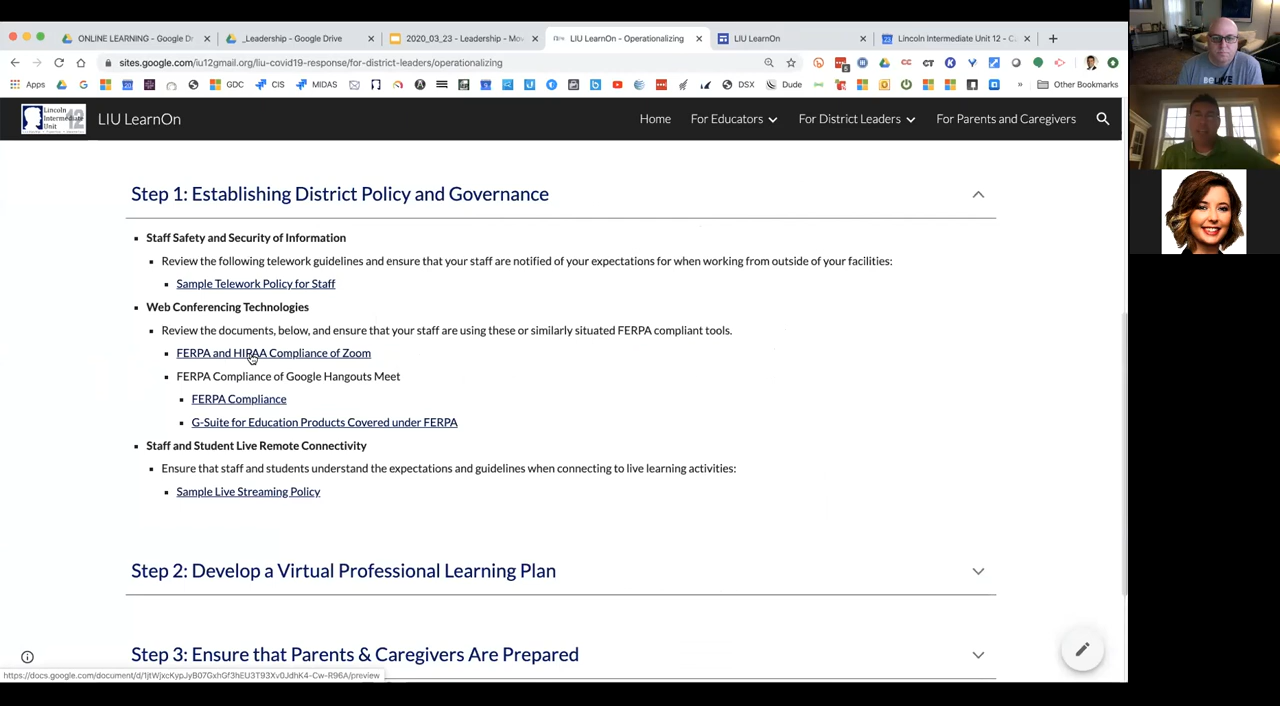 ONLINE LEARNING - Google Dr
_Leadership - Google Drive
2020_03_23 - Leadership - Mov
LIU LearnOn - Operationalizing
LIU LearnOn
Lincoln Intermediate Unit 12 - C
sites.google.com/iu12gmail.org/liu-covid19-response/for-district-leaders/operationalizing
Apps
GDC
CIS
MIDAS
DSX
Dude
Other Bookmarks
Lincoln
Intermediate
Unit 12
LIU LearnOn
Home
For Educators
For District Leaders
For Parents and Caregivers
Step 1: Establishing District Policy and Governance
Staff Safety and Security of Information
Review the following telework guidelines and ensure that your staff are notified of your expectations for when working from outside of your facilities:
Sample Telework Policy for Staff
Web Conferencing Technologies
Review the documents, below, and ensure that your staff are using these or similarly situated FERPA compliant tools.
FERPA and HIPAA Compliance of Zoom
FERPA Compliance of Google Hangouts Meet
FERPA Compliance
G-Suite for Education Products Covered under FERPA
Staff and Student Live Remote Connectivity
Ensure that staff and students understand the expectations and guidelines when connecting to live learning activities:
Sample Live Streaming Policy
Step 2: Develop a Virtual Professional Learning Plan
Step 3: Ensure that Parents & Caregivers Are Prepared